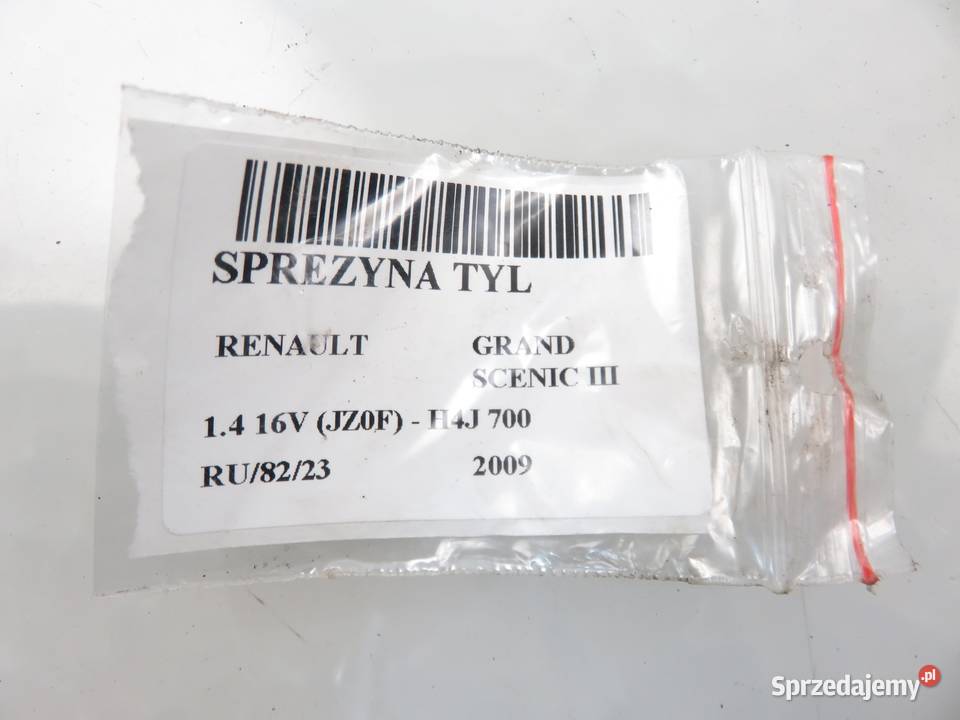 SPREZYNA TYL
RENAULT GRAND
SCENIC III
1.4 16V (JZ0F) - H4J 700
RU/82/23 2009
Sprzedajemy.pl